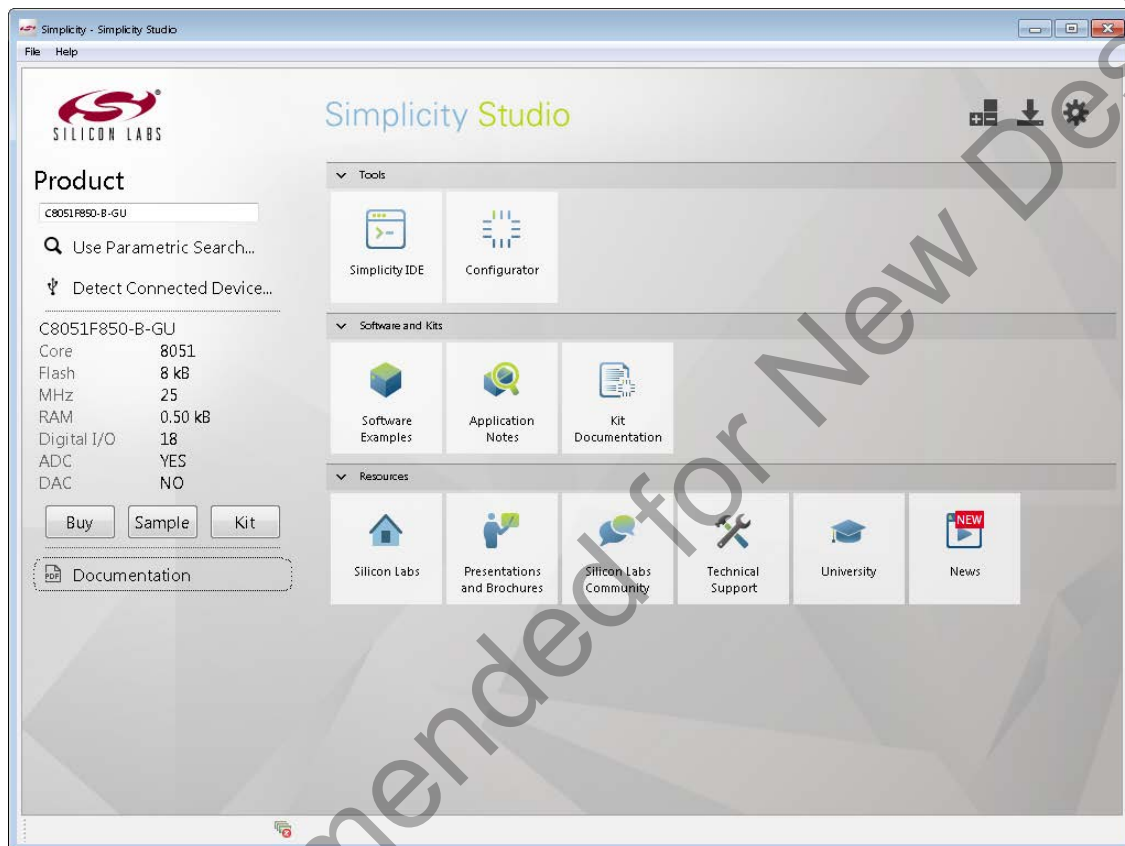 Simplicity - Simplicity Studio
File Help
SILICON LABS
Simplicity Studio
Product
C8051F850-B-GU
Use Parametric Search...
Detect Connected Device...
C8051F850-B-GU
Core 8051
Flash 8 kB
MHz 25
RAM 0.50 kB
Digital I/O 18
ADC YES
DAC NO
Buy Sample Kit
PDF Documentation
Tools
Simplicity IDE Configurator
Software and Kits
Software Examples
Application Notes
Kit Documentation
Resources
Silicon Labs
Presentations and Brochures
Silicon Labs Community
Technical Support
University
NEW
News
mended for New Des